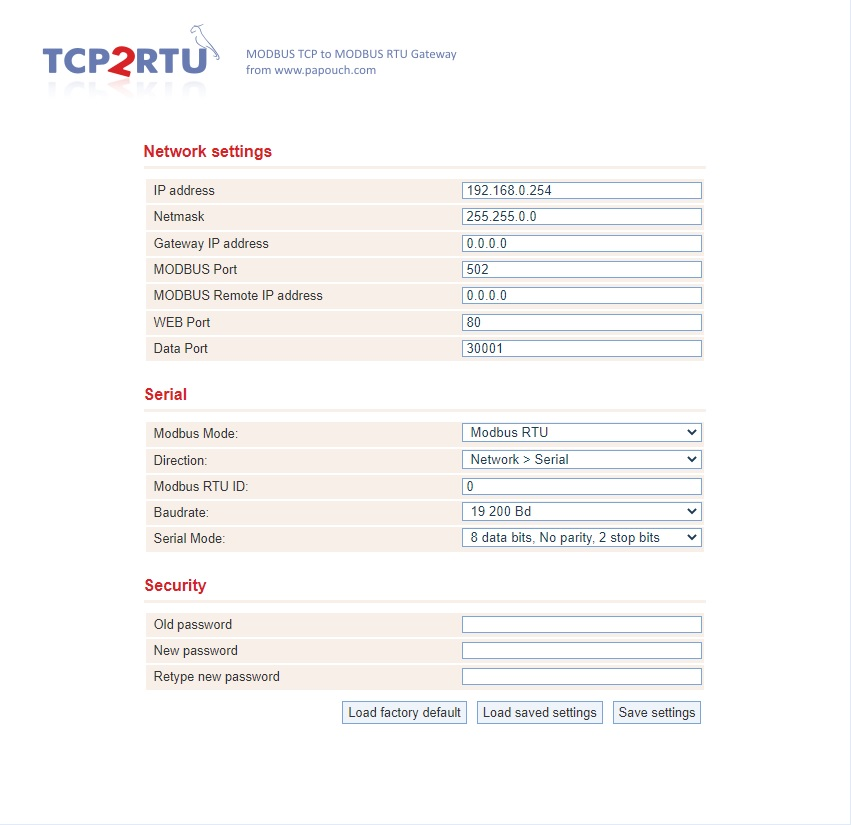 TCP2RTU
MODBUS TCP to MODBUS RTU Gateway
from www.papouch.com
Network settings
IP address 192.168.0.254
Netmask 255.255.0.0
Gateway IP address 0.0.0.0
MODBUS Port 502
MODBUS Remote IP address 0.0.0.0
WEB Port 80
Data Port 30001
Serial
Modbus Mode: Modbus RTU
Direction: Network > Serial
Modbus RTU ID: 0
Baudrate: 19 200 Bd
Serial Mode: 8 data bits, No parity, 2 stop bits
Security
Old password
New password
Retype new password
Load factory default Load saved settings Save settings